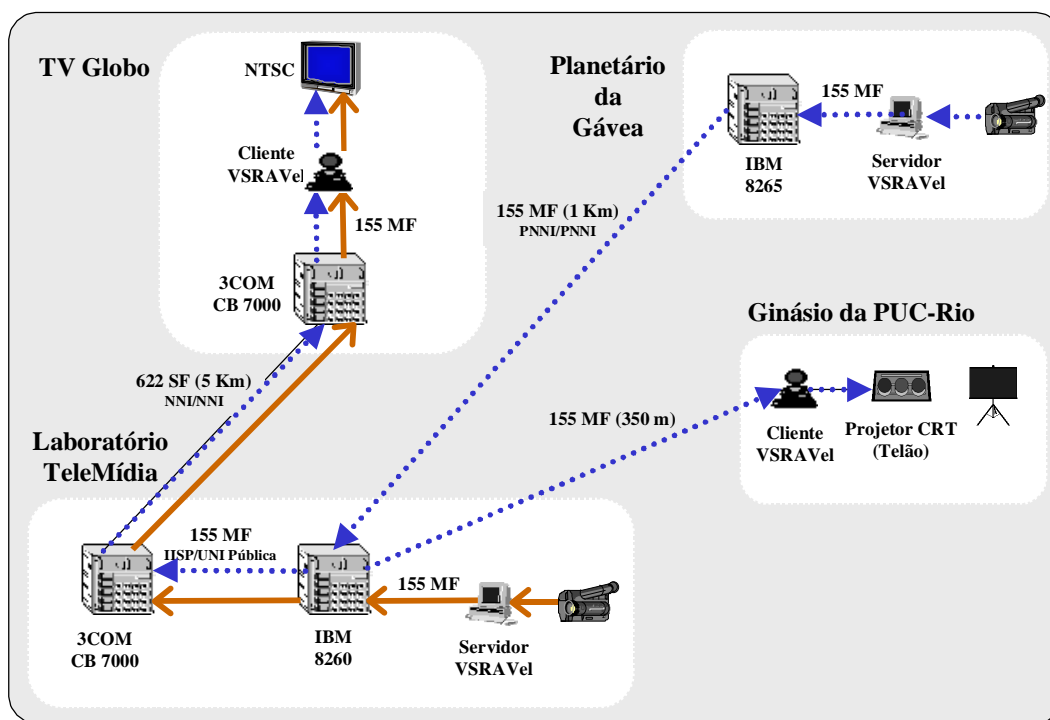 TV Globo
NTSC
Cliente
VSRAVel
155 MF
3COM
CB 7000
622 SF (5 Km)
NNI/NNI
Planetário
da
Gávea
155 MF
IBM
8265
Servidor
VSRAVel
155 MF (1 Km)
PNNI/PNNI
Ginásio da PUC-Rio
155 MF (350 m)
Cliente
VSRAVel
Projetor CRT
(Telão)
Laboratório
TeleMídia
155 MF
IISP/UNI Pública
155 MF
3COM
CB 7000
IBM
8260
Servidor
VSRAVel